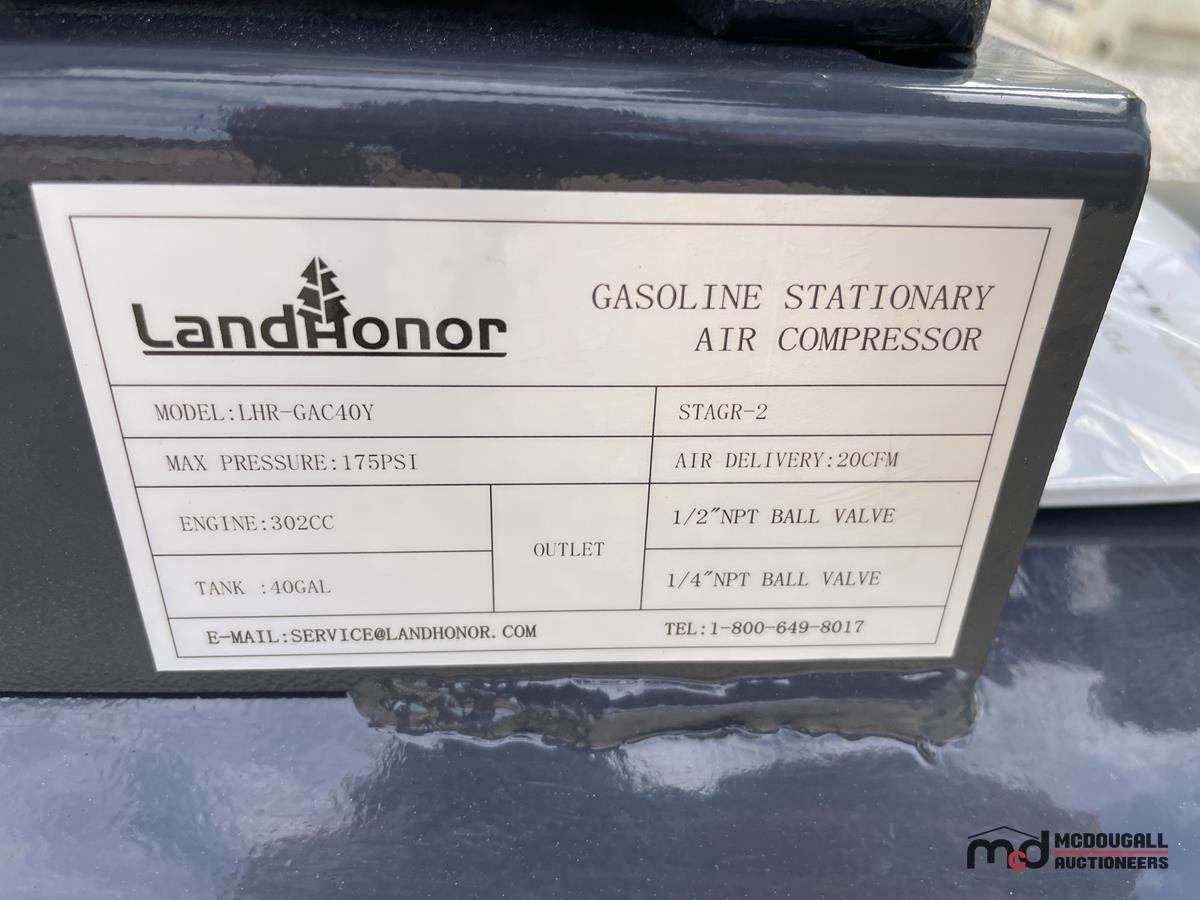 LandHonor
GASOLINE STATIONARY
AIR COMPRESSOR
MODEL:LHR-GAC40Y
STAGR-2
MAX PRESSURE:175PSI
AIR DELIVERY:20CFM
ENGINE:302CC
OUTLET
1/2"NPT BALL VALVE
TANK :40GAL
1/4"NPT BALL VALVE
E-MAIL:SERVICE@LANDHONOR.COM
TEL:1-800-649-8017
mcd MCDOUGALL
AUCTIONEERS